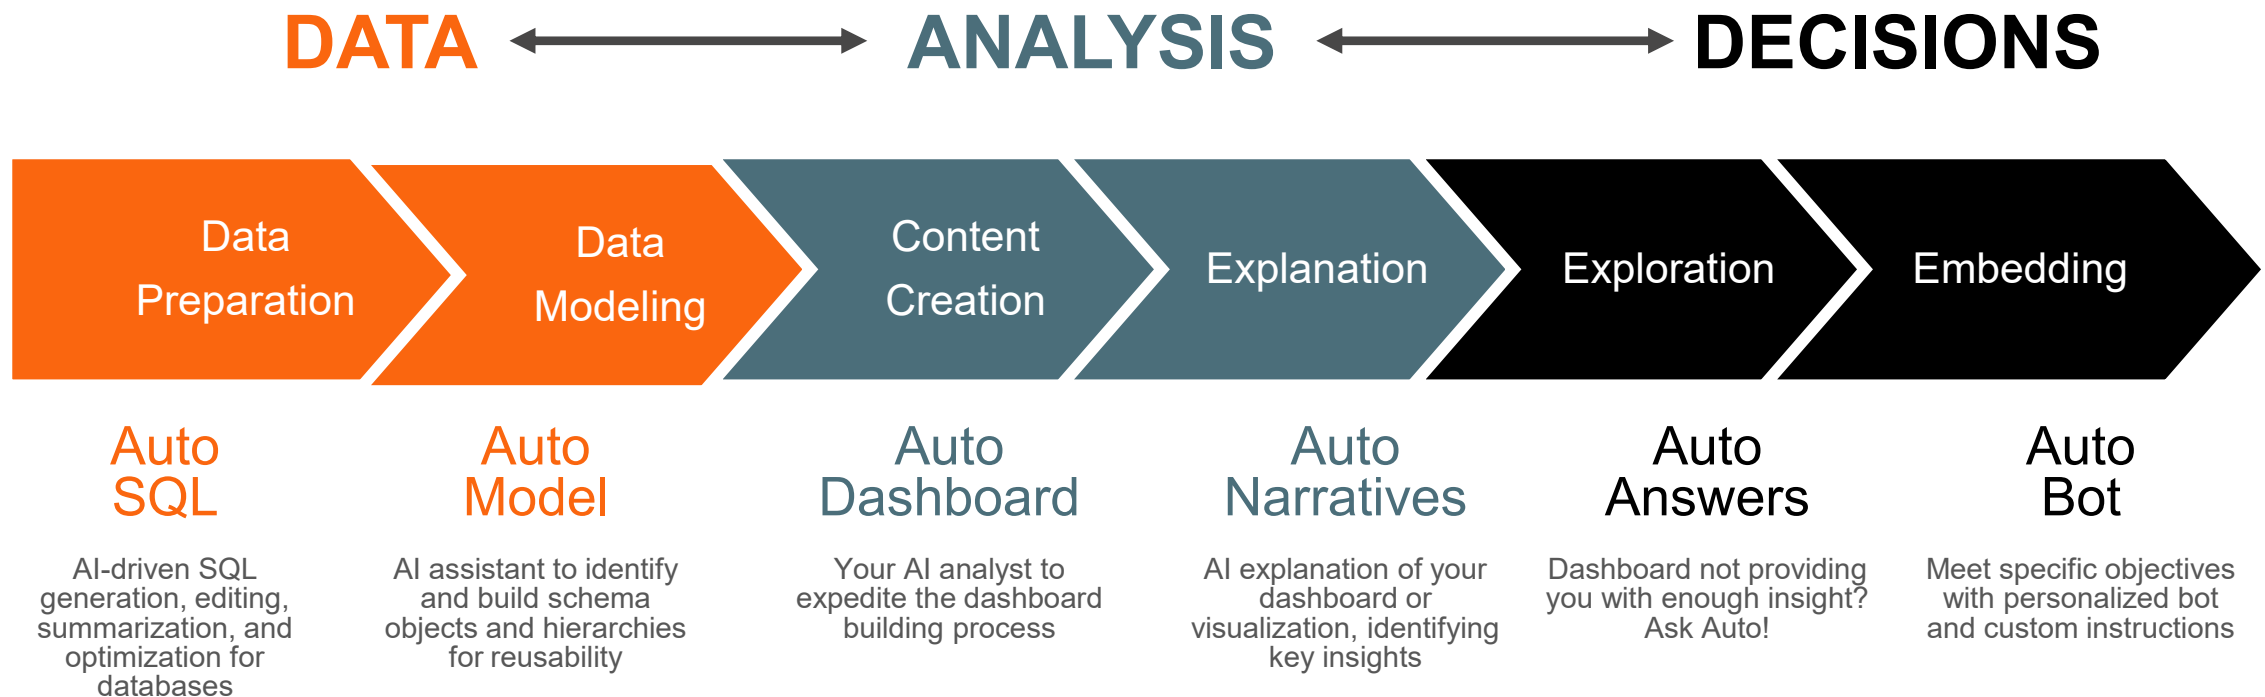 DATA
ANALYSIS
DECISIONS
Data
Preparation
Data
Modeling
Content
Creation
Explanation
Exploration
Embedding
Auto
SQL
AI-driven SQL
generation, editing,
summarization, and
optimization for
databases
Auto
Model
AI assistant to identify
and build schema
objects and hierarchies
for reusability
Auto
Dashboard
Your AI analyst to
expedite the dashboard
building process
Auto
Narratives
AI explanation of your
dashboard or
visualization, identifying
key insights
Auto
Answers
Dashboard not providing
you with enough insight?
Ask Auto!
Auto
Bot
Meet specific objectives
with personalized bot
and custom instructions